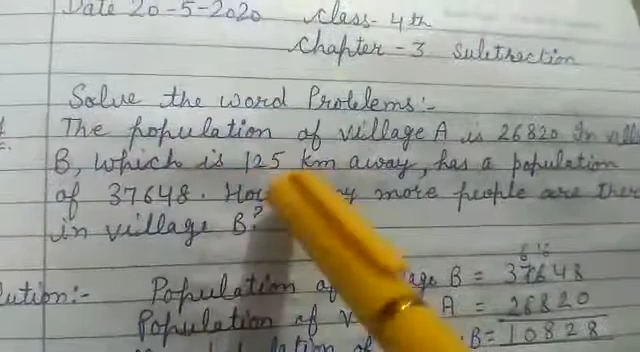 Date 20-5-2020 Class- 4th
Chapter - 3 Subtraction
Solve the word Problems:-
The population of village A is 26820. In
B, which is 125 km away, has a population
of 37648. more people are
in village B?
Population B = 37648
Population of A = 26820
B= 10828